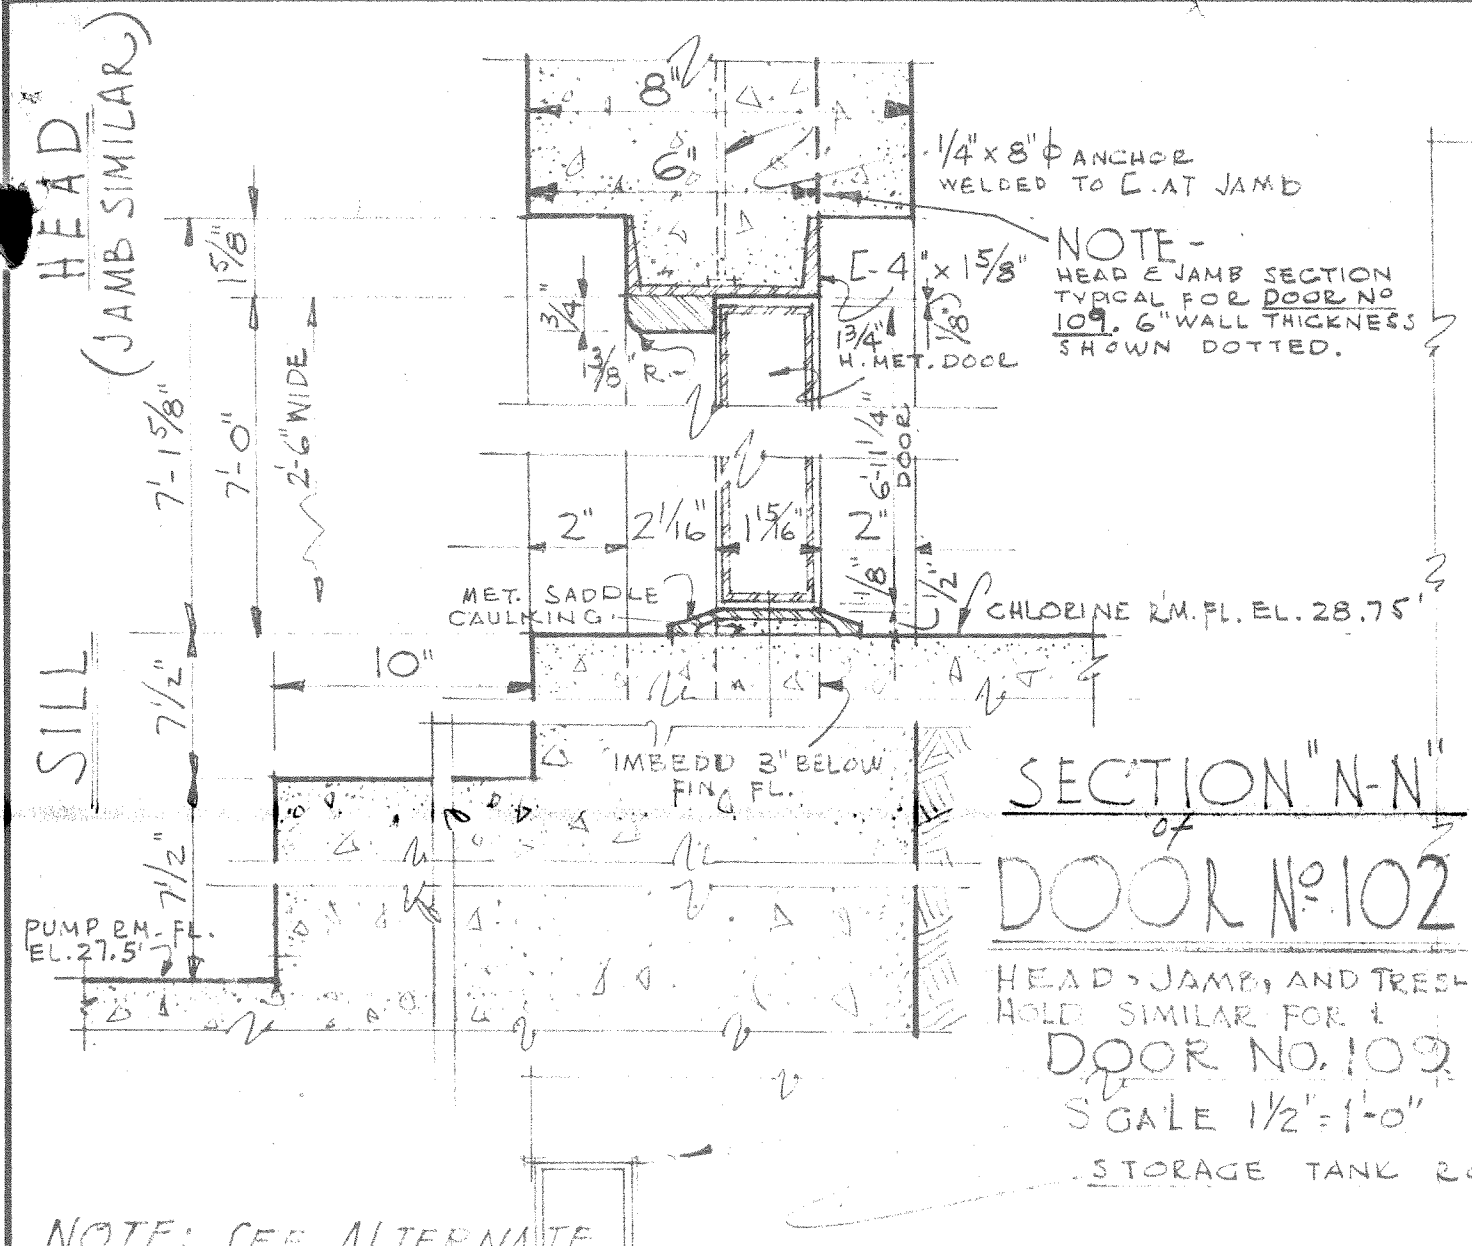 HEAD
(JAMB SIMILAR)
8"
6"
1/4" x 8" ϕ ANCHOR
WELDED TO [. AT JAMB
NOTE -
HEAD & JAMB SECTION
TYPICAL FOR DOOR NO
109. 6" WALL THICKNESS
SHOWN DOTTED.
[-4" x 1 5/8"
1 5/8"
3/4"
1 3/8" R.
1/8"
1 3/4"
H. MET. DOOR
7'-1 5/8"
7'-0"
2'-6" WIDE
6'-11 1/4"
DOOR
2"
2 1/16"
1 15/16"
2"
1/8"
1/2"
MET. SADDLE
CAULKING
CHLORINE RM. FL. EL. 28.75'
SILL
10"
7 1/2"
IMBEDD 3" BELOW
FIN. FL.
7 1/2"
PUMP RM. FL.
EL. 27.5'
SECTION "N-N"
of
DOOR No 102
HEAD, JAMB, AND TRESH
HOLD SIMILAR FOR
DOOR NO. 109
SCALE 1 1/2" = 1'-0"
STORAGE TANK
NOTE: SEE ALTERNATE